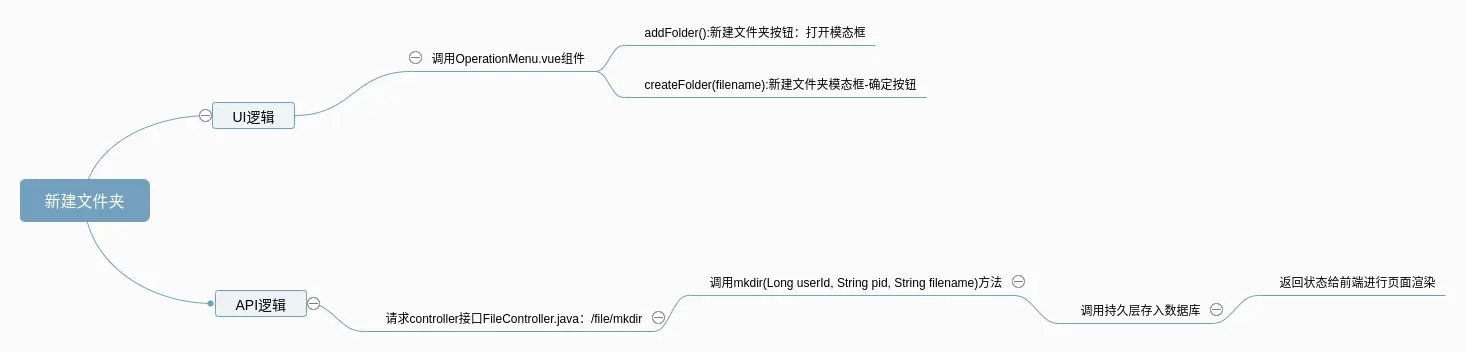 新建文件夹
UI逻辑
调用OperationMenu.vue组件
addFolder():新建文件夹按钮：打开模态框
createFolder(filename):新建文件夹模态框-确定按钮
API逻辑
请求controller接口FileController.java：/file/mkdir
调用mkdir(Long userId, String pid, String filename)方法
调用持久层存入数据库
返回状态给前端进行页面渲染